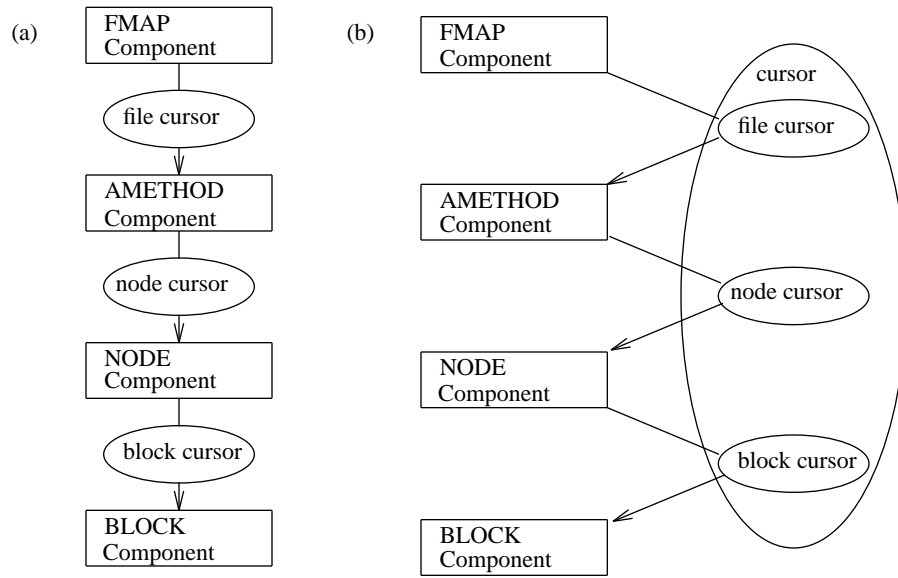 (a)
FMAP
Component
file cursor
AMETHOD
Component
node cursor
NODE
Component
block cursor
BLOCK
Component
(b)
FMAP
Component
cursor
file cursor
AMETHOD
Component
node cursor
NODE
Component
block cursor
BLOCK
Component